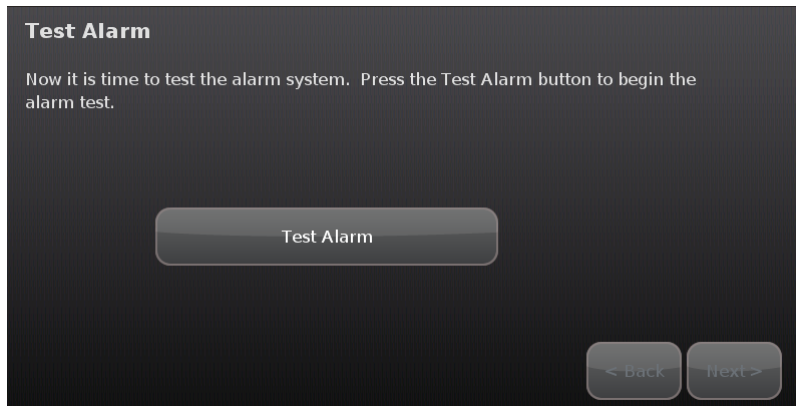 Test Alarm
Now it is time to test the alarm system.  Press the Test Alarm button to begin the
alarm test.
Test Alarm
< Back
Next >